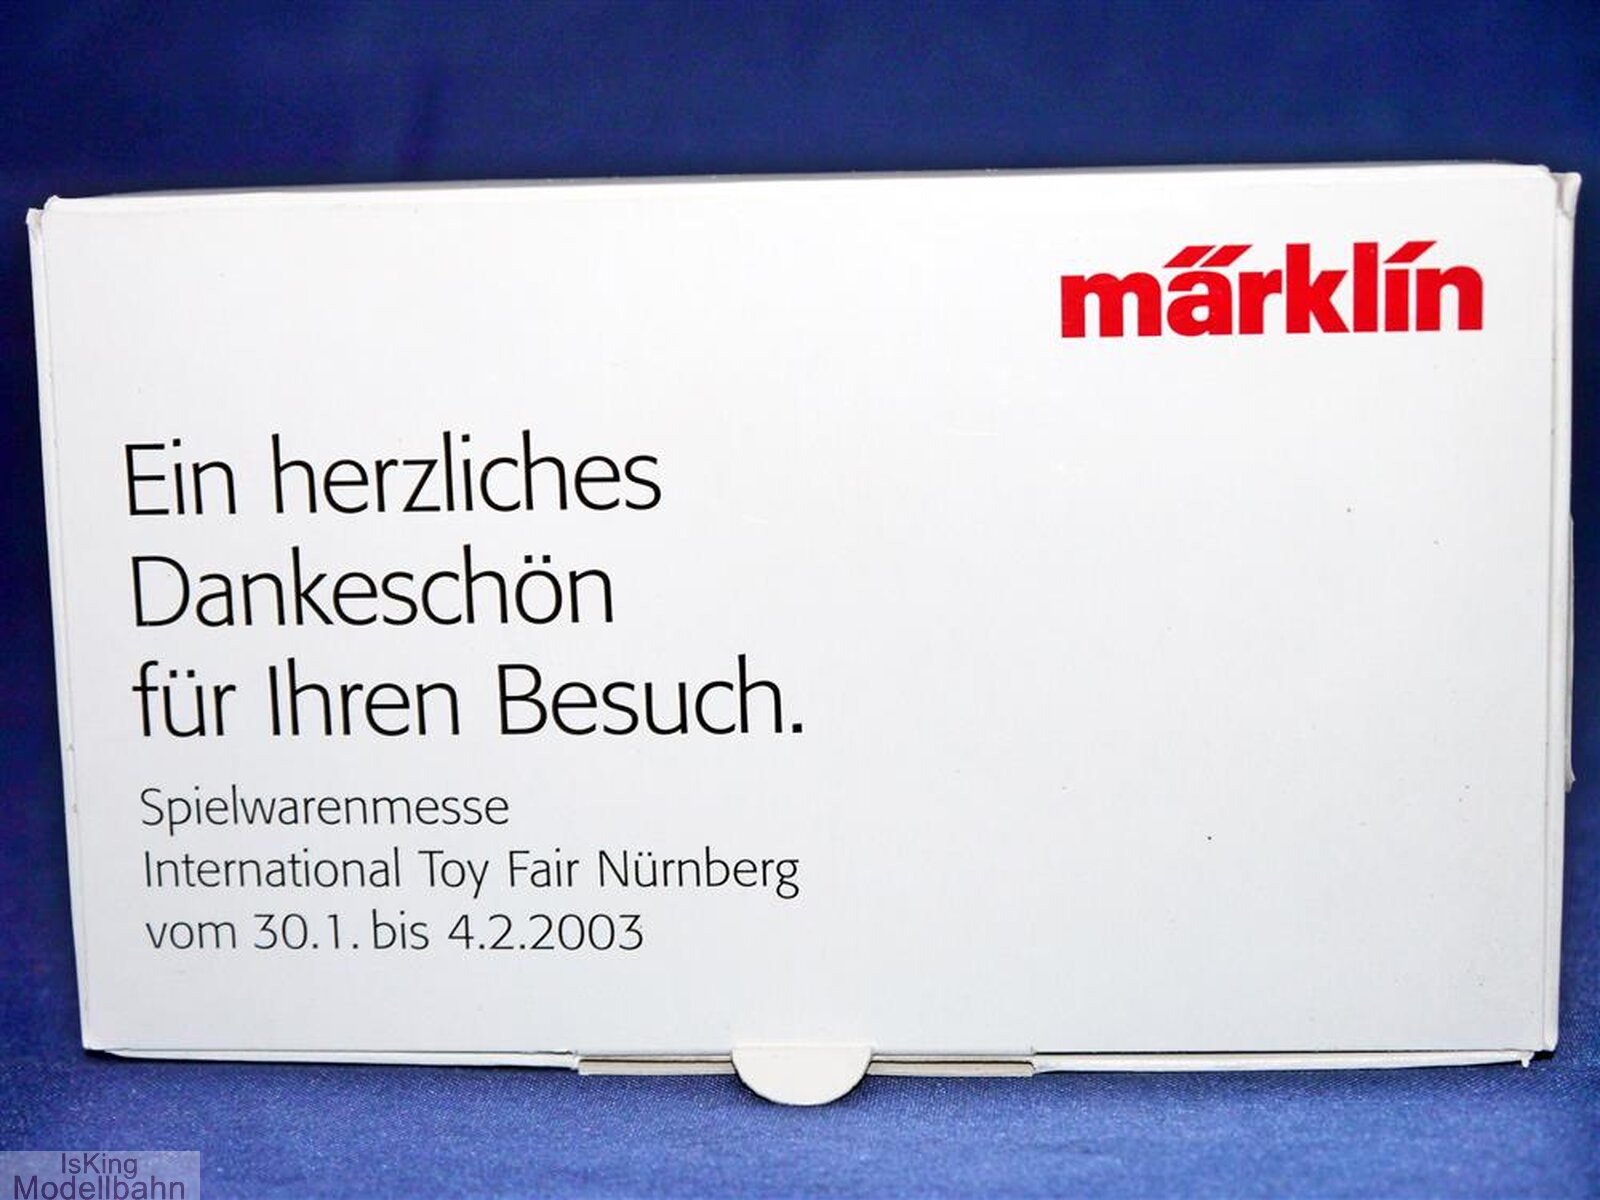 märklin
Ein herzliches
Dankeschön
für Ihren Besuch.
Spielwarenmesse
International Toy Fair Nürnberg
vom 30.1. bis 4.2.2003
IsKing
Modellbahn